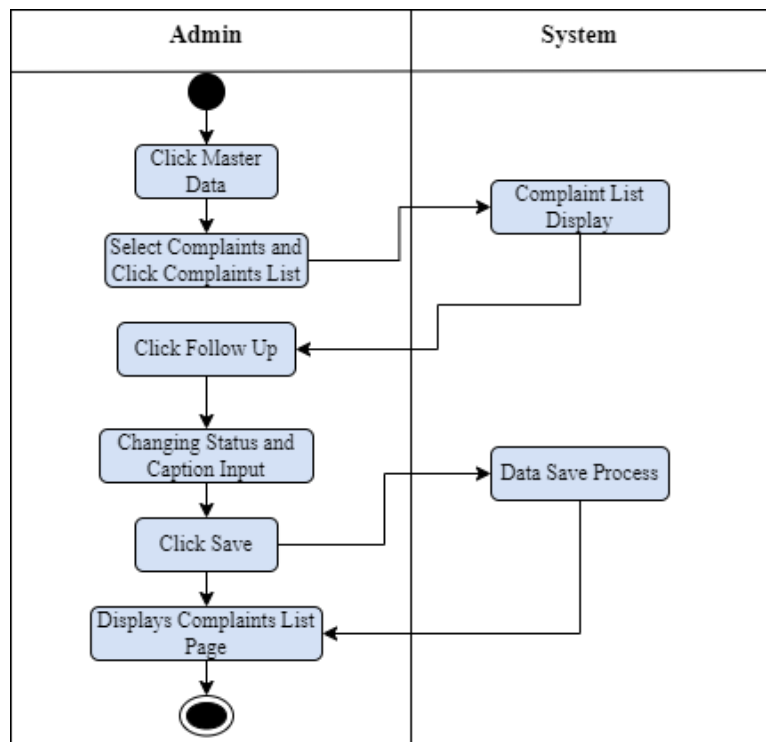 Admin
System
Click Master
Data
Complaint List
Display
Select Complaints and
Click Complaints List
Click Follow Up
Changing Status and
Caption Input
Data Save Process
Click Save
Displays Complaints List
Page